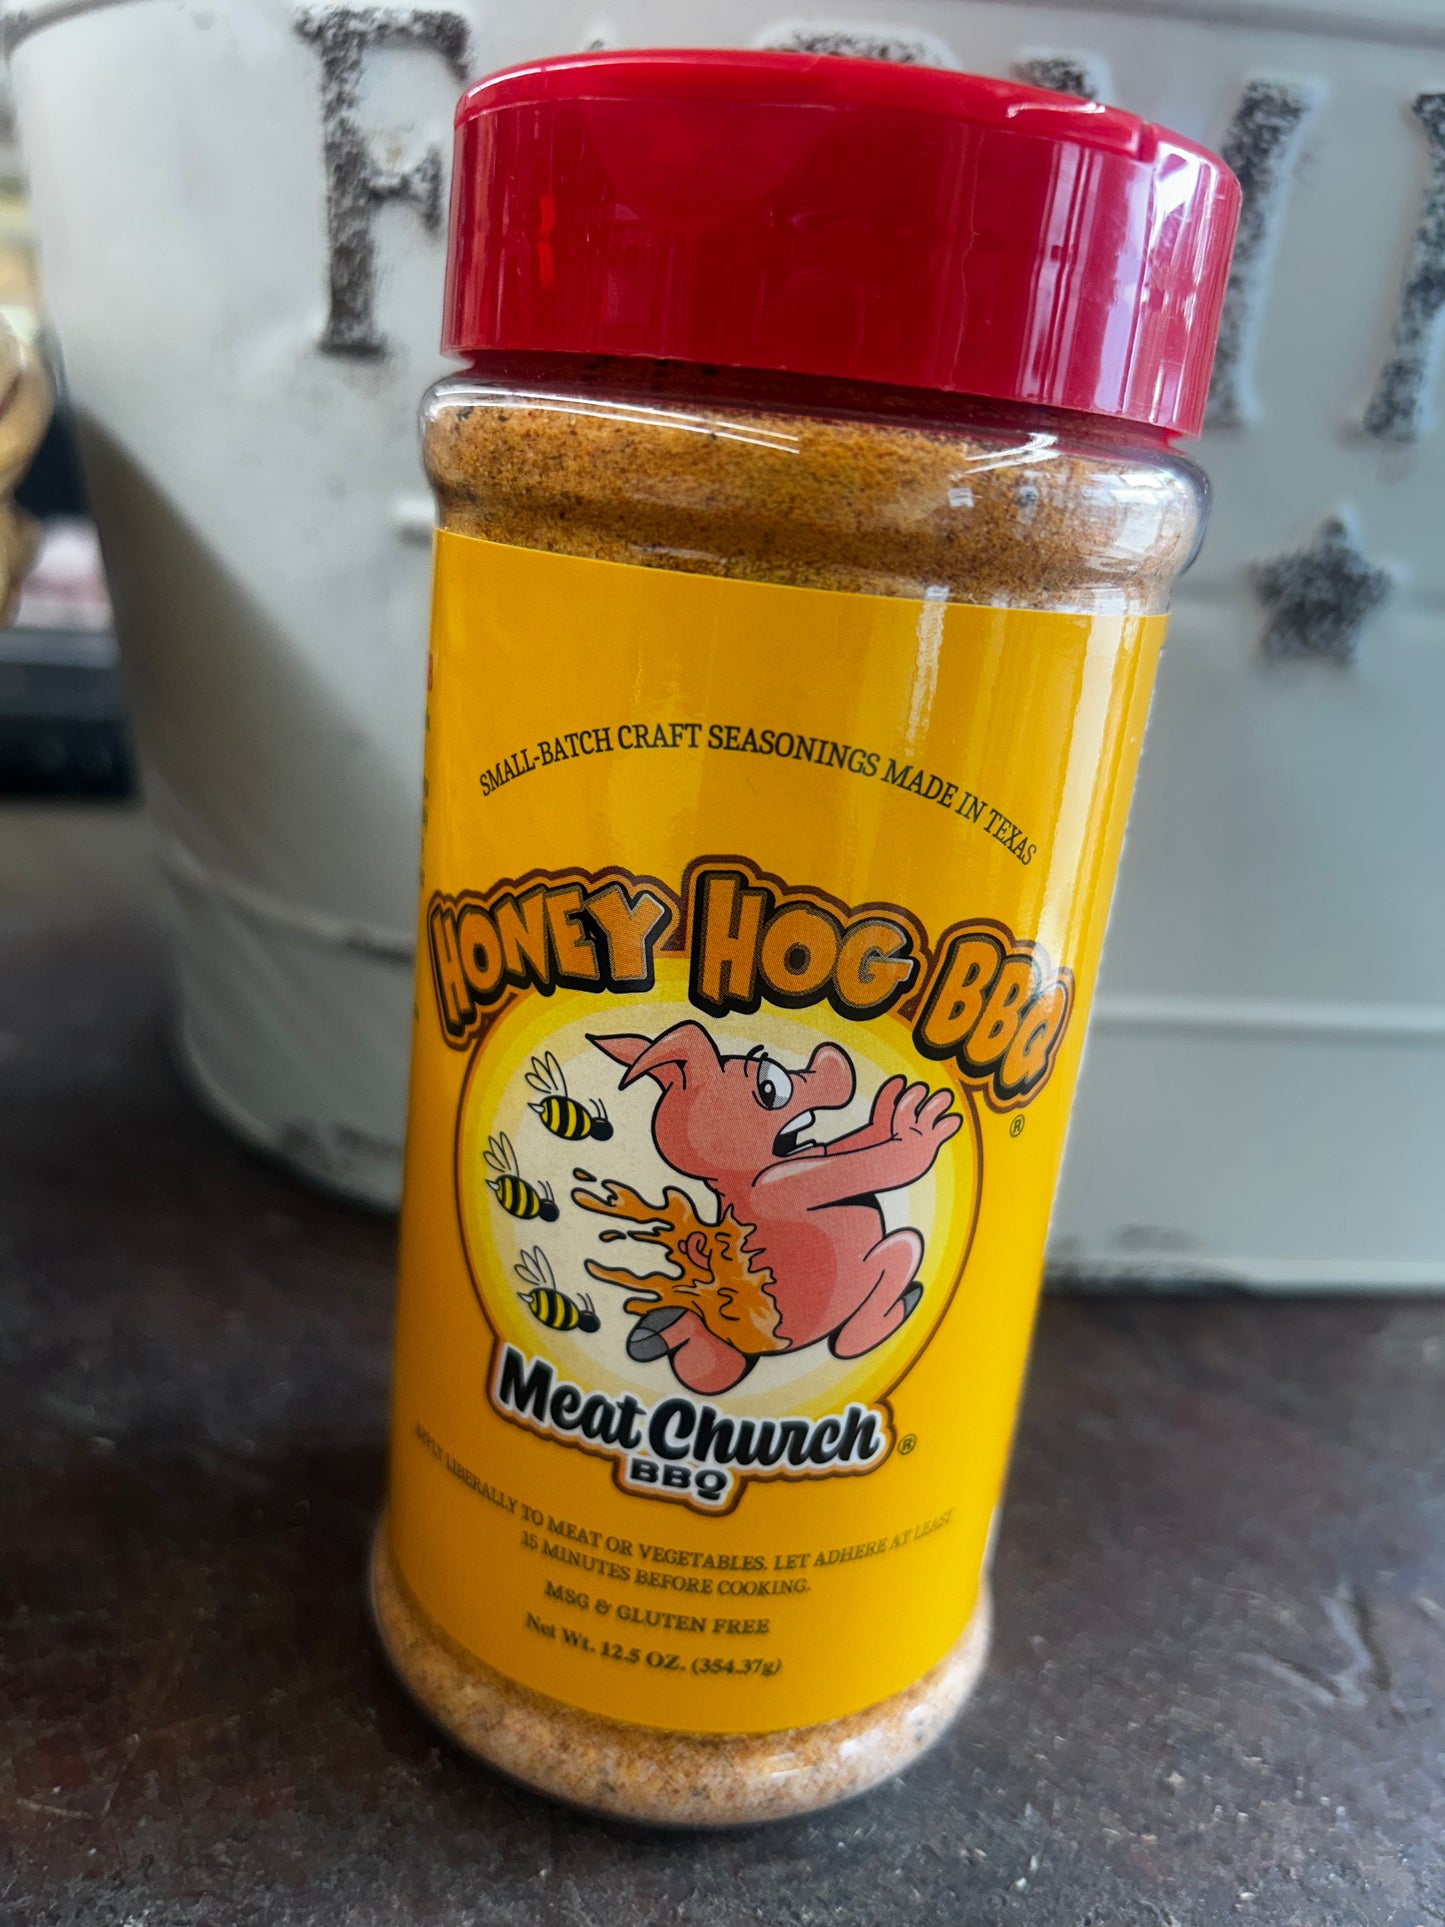 SMALL-BATCH CRAFT SEASONINGS MADE IN TEXAS
HONEY HOG BBQ
®
Meat Church ®
BBQ
APPLY LIBERALLY TO MEAT OR VEGETABLES. LET ADHERE AT LEAST
15 MINUTES BEFORE COOKING.
MSG & GLUTEN FREE
Net Wt. 12.5 OZ. (354.37g)